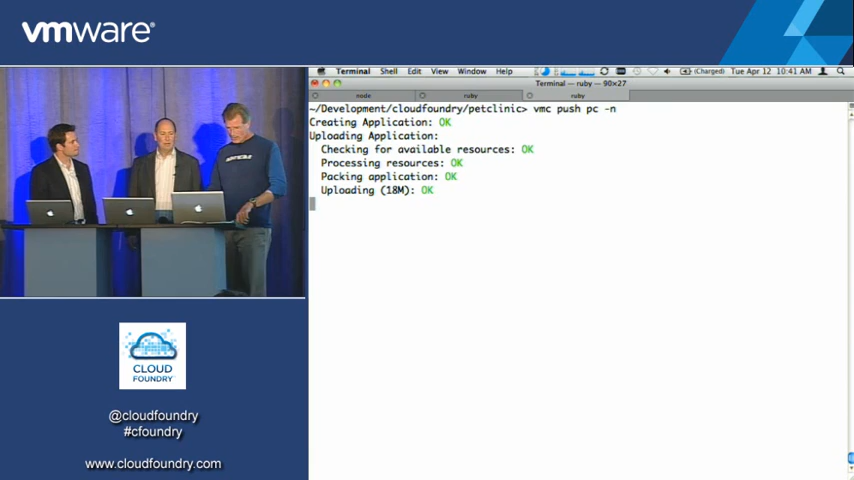 vmware®
Terminal Shell Edit View Window Help (Charged) Tue Apr 12 10:41 AM
Terminal — ruby — 90×27
node ruby ruby
~/Development/cloudfoundry/petclinic> vmc push pc -n
Creating Application: OK
Uploading Application:
Checking for available resources: OK
Processing resources: OK
Packing application: OK
Uploading (18M): OK
CLOUD
FOUNDRY
@cloudfoundry
#cfoundry
www.cloudfoundry.com